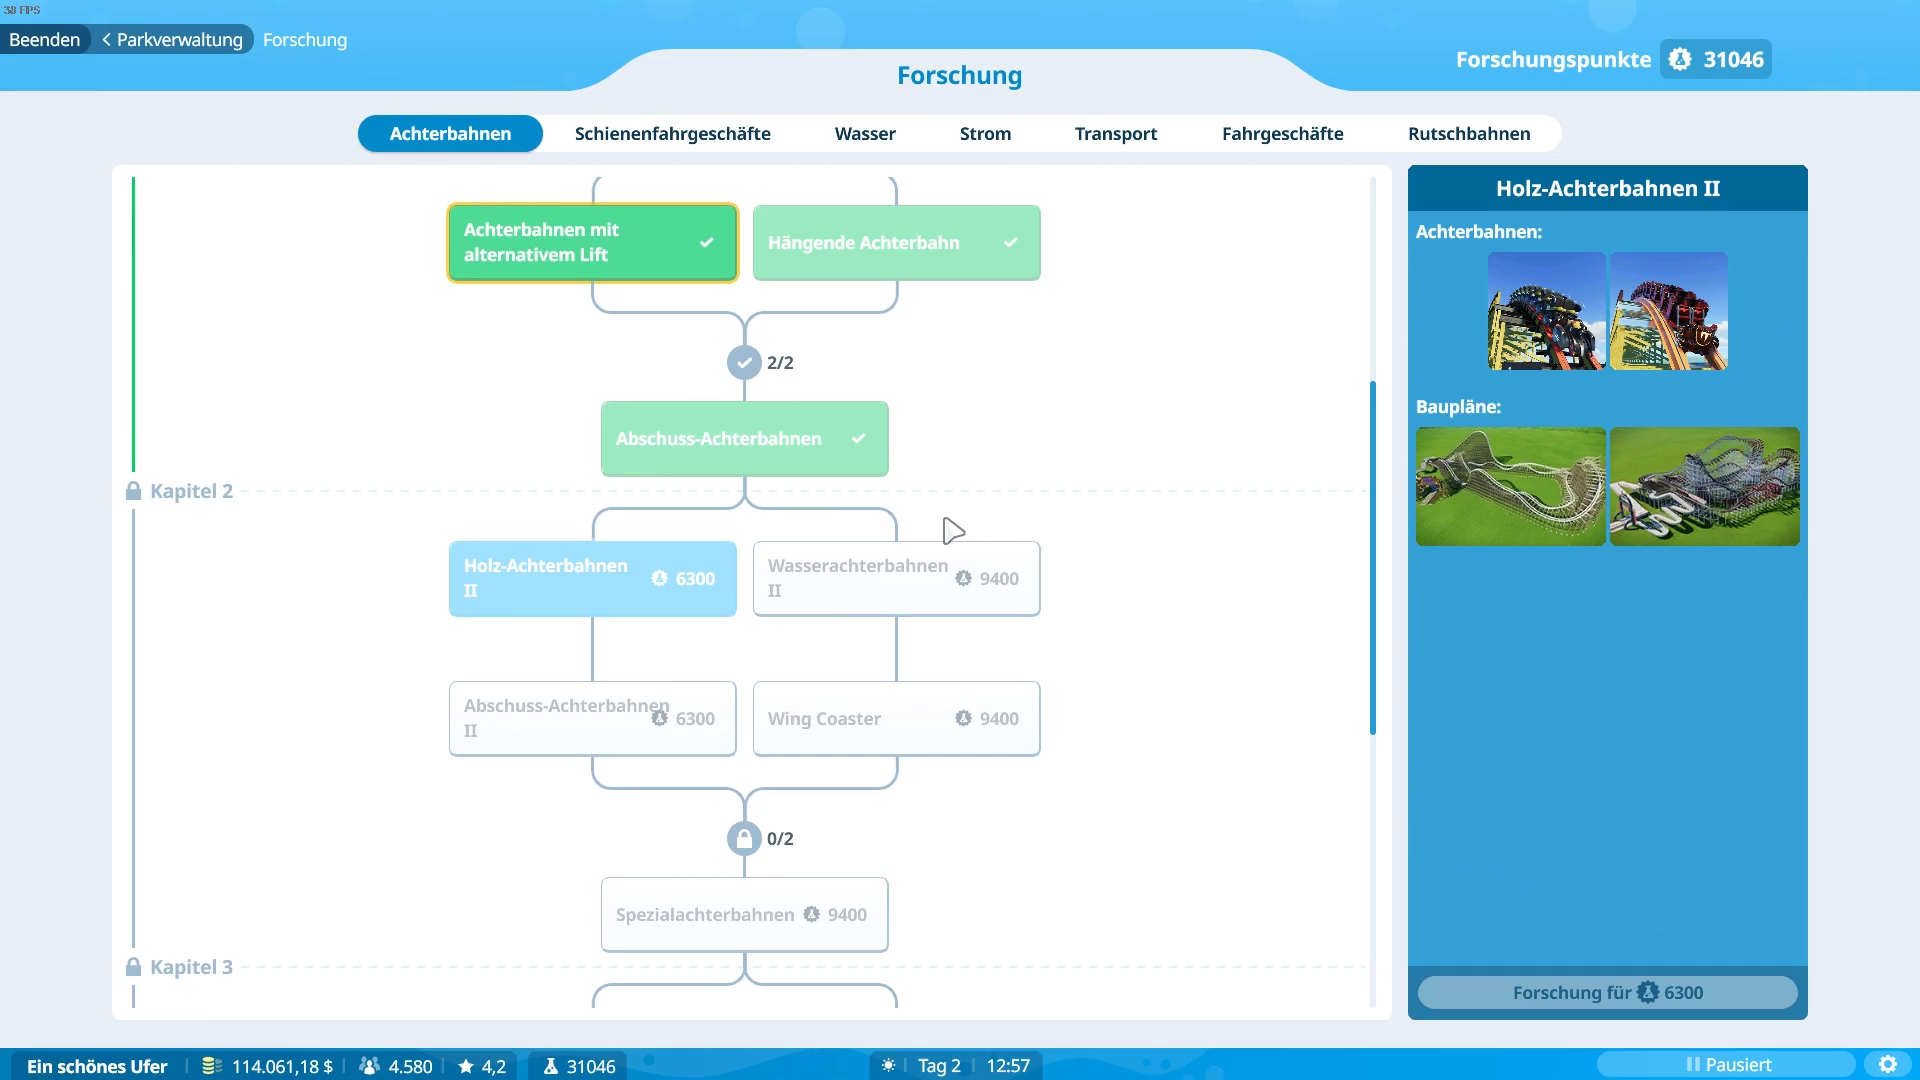 38 FPS
Beenden
Parkverwaltung
Forschung
Forschung
Forschungspunkte 31046
Achterbahnen
Schienenfahrgeschäfte
Wasser
Strom
Transport
Fahrgeschäfte
Rutschbahnen
Achterbahnen mit
alternativem Lift
Hängende Achterbahn
2/2
Abschuss-Achterbahnen
Kapitel 2
Holz-Achterbahnen
II
6300
Wasserachterbahnen
II
9400
Abschuss-Achterbahnen
II
6300
Wing Coaster 9400
0/2
Spezialachterbahnen 9400
Kapitel 3
Holz-Achterbahnen II
Achterbahnen:
Baupläne:
Forschung für 6300
Ein schönes Ufer
114.061,18 $
4.580
4,2
31046
Tag 2
12:57
Pausiert